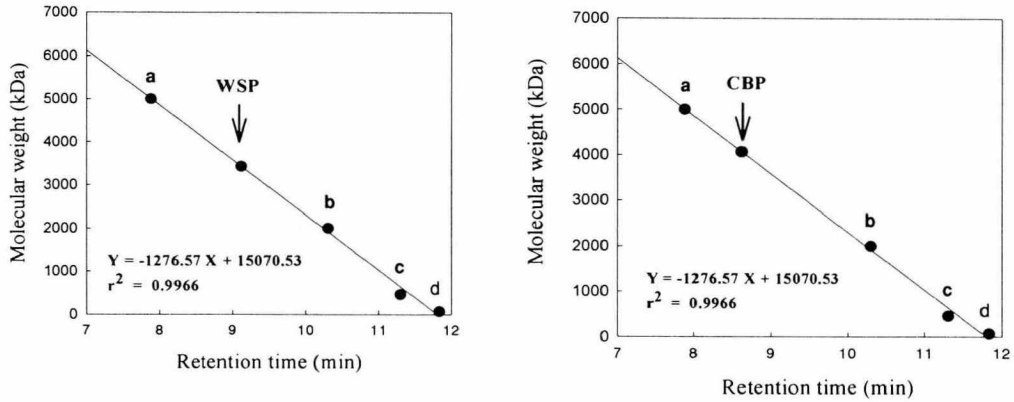 7000
6000
5000
4000
3000
2000
1000
0
Molecular weight (kDa)
a
WSP
b
c
d
Y = -1276.57 X + 15070.53
r² = 0.9966
7 8 9 10 11 12
Retention time (min)
7000
6000
5000
4000
3000
2000
1000
0
Molecular weight (kDa)
a
CBP
b
c
d
Y = -1276.57 X + 15070.53
r² = 0.9966
7 8 9 10 11 12
Retention time (min)